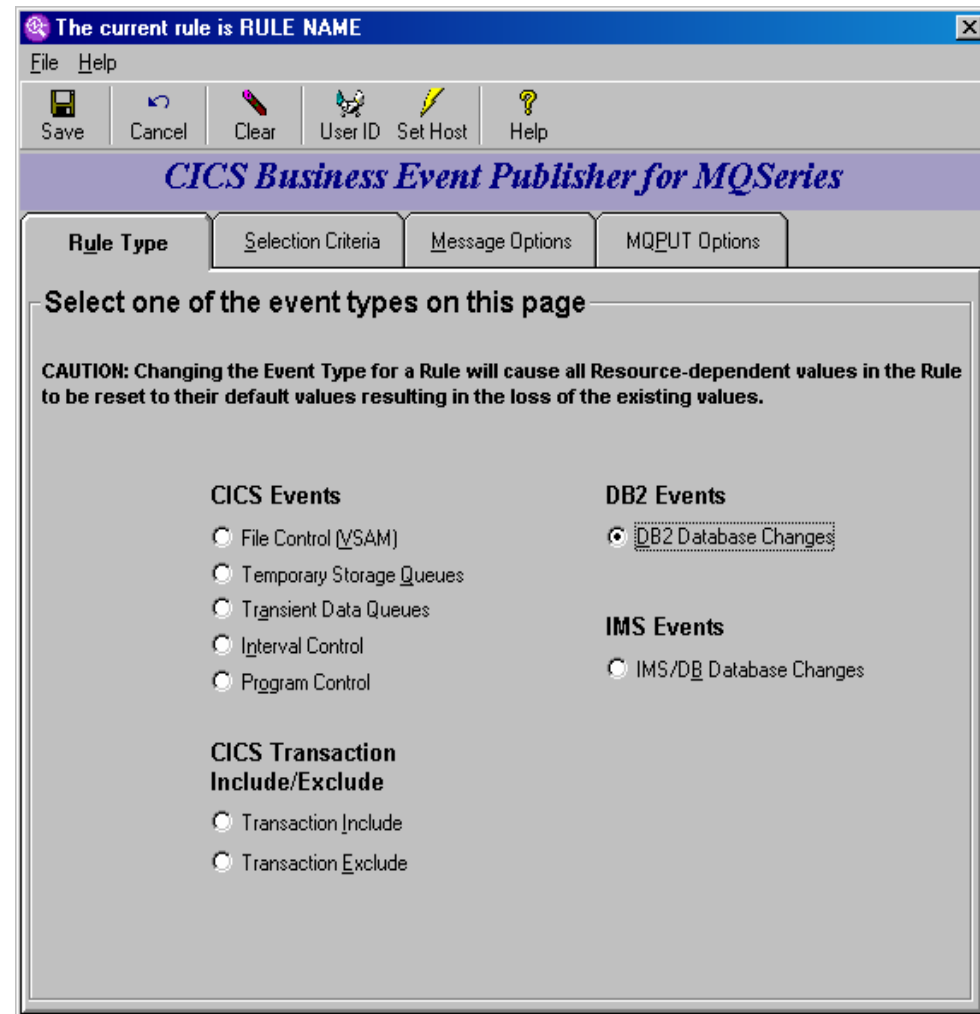 The current rule is RULE NAME
File Help
Save Cancel Clear User ID Set Host Help
CICS Business Event Publisher for MQSeries
Rule Type Selection Criteria Message Options MQPUT Options
Select one of the event types on this page
CAUTION: Changing the Event Type for a Rule will cause all Resource-dependent values in the Rule
to be reset to their default values resulting in the loss of the existing values.
CICS Events
File Control (VSAM)
Temporary Storage Queues
Transient Data Queues
Interval Control
Program Control
CICS Transaction
Include/Exclude
Transaction Include
Transaction Exclude
DB2 Events
DB2 Database Changes
IMS Events
IMS/DB Database Changes